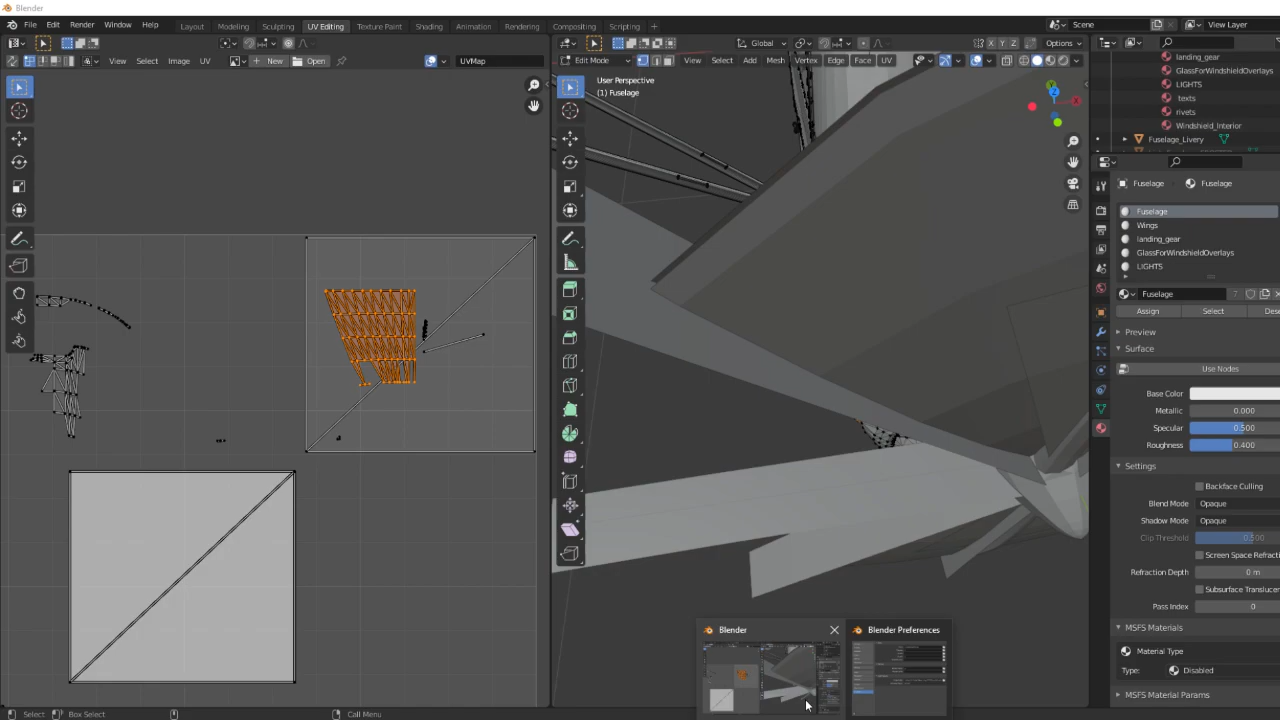 Blender
File Edit Render Window Help Layout Modeling Sculpting UV Editing Texture Paint Shading Animation Rendering Compositing Scripting + Scene View Layer
Global X Y Z Options
View Select Image UV + New Open UVMap Edit Mode View Select Add Mesh Vertex Edge Face UV
User Perspective
(1) Fuselage
landing_gear
GlassForWindshieldOverlays
LIGHTS
texts
rivets
Windshield_Interior
Fuselage_Livery
Fuselage Fuselage
Fuselage
Wings
landing_gear
GlassForWindshieldOverlays
LIGHTS
Fuselage 7
Assign Select Dese
Preview
Surface
Use Nodes
Base Color
Metallic 0.000
Specular 0.500
Roughness 0.400
Settings
Backface Culling
Blend Mode Opaque
Shadow Mode Opaque
Clip Threshold 0.500
Screen Space Refracti
Refraction Depth 0 m
Subsurface Translucen
Pass Index 0
MSFS Materials
Material Type
Type: Disabled
MSFS Material Params
Blender Blender Preferences
Select Box Select Call Menu